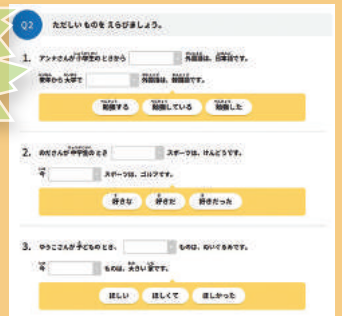 Q2 ただしい ものを えらびましょう。
1. アンナさんが 小学生の ときから 外国語は、日本語です。
来年から 大学で 外国語は、韓国語です。
勉強する 勉強している 勉強した
2. のださんが 中学生の とき スポーツは、けんどうです。
今 スポーツは、ゴルフです。
好きな 好きだ 好きだった
3. ゆうこさんが 子どもの とき、 ものは、ぬいぐるみです。
今 ものは、大きい 家です。
ほしい ほしくて ほしかった